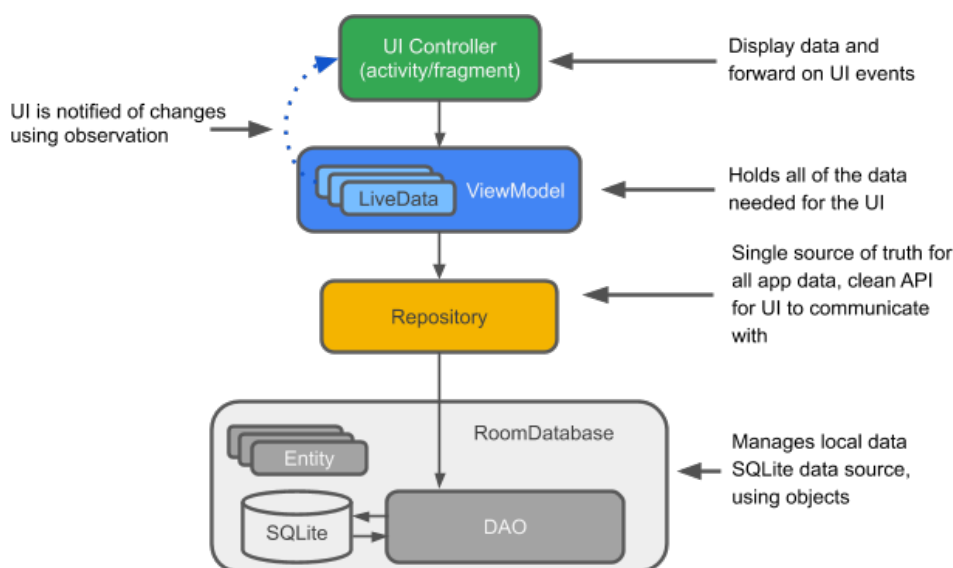 UI Controller
(activity/fragment)
Display data and
forward on UI events
UI is notified of changes
using observation
LiveData
ViewModel
Holds all of the data
needed for the UI
Repository
Single source of truth for
all app data, clean API
for UI to communicate
with
RoomDatabase
Entity
SQLite
DAO
Manages local data
SQLite data source,
using objects